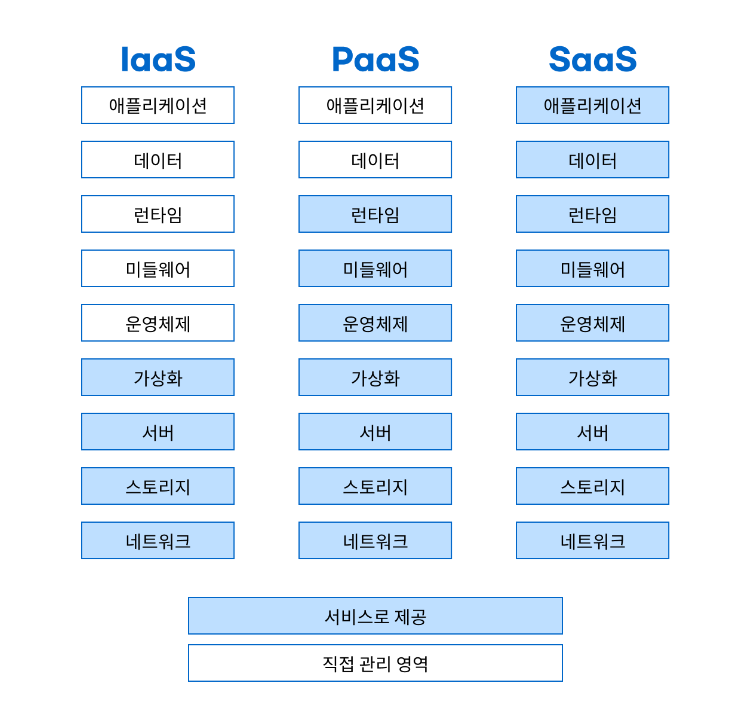 IaaS
애플리케이션
데이터
런타임
미들웨어
운영체제
가상화
서버
스토리지
네트워크
PaaS
애플리케이션
데이터
런타임
미들웨어
운영체제
가상화
서버
스토리지
네트워크
SaaS
애플리케이션
데이터
런타임
미들웨어
운영체제
가상화
서버
스토리지
네트워크
서비스로 제공
직접 관리 영역